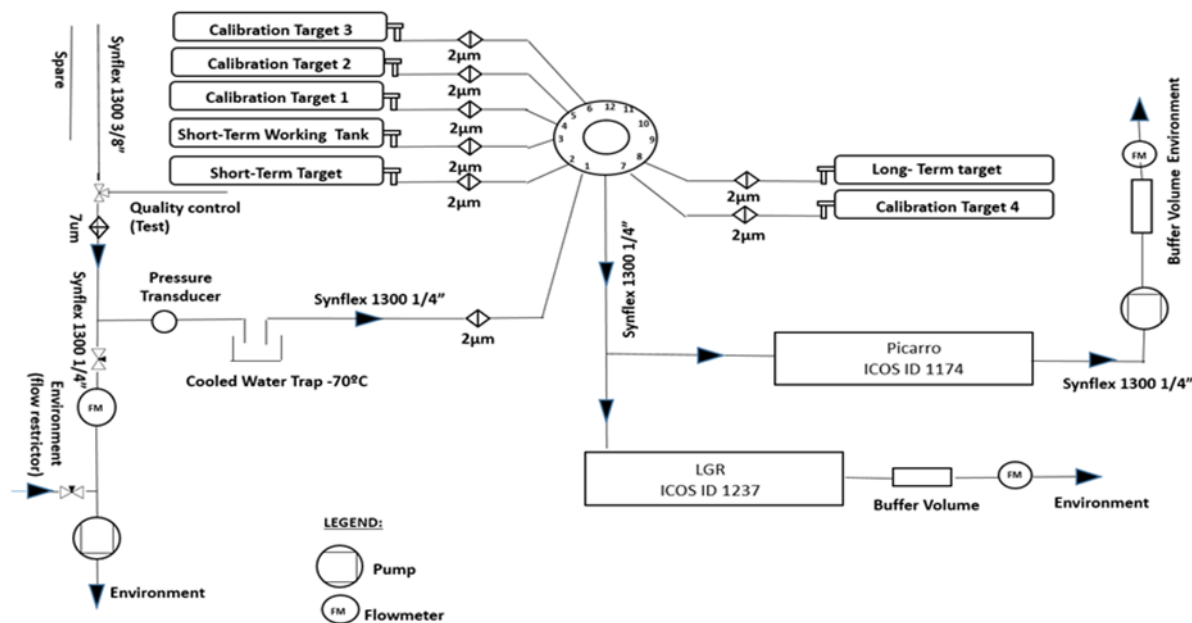 Calibration Target 3
2μm
Calibration Target 2
2μm
Calibration Target 1
2μm
Short-Term Working Tank
2μm
Short-Term Target
2μm
Spare
Synflex 1300 3/8”
Quality control
(Test)
7um
Synflex 1300 1/4”
Pressure
Transducer
Cooled Water Trap -70ºC
Synflex 1300 1/4”
2μm
FM
Environment
(flow restrictor)
Environment
1
2
3
4
5
6
12
11
10
9
8
7
Long- Term target
2μm
Calibration Target 4
2μm
Synflex 1300 1/4”
Picarro
ICOS ID 1174
Synflex 1300 1/4”
FM
Buffer Volume Environment
LGR
ICOS ID 1237
Buffer Volume
FM
Environment
LEGEND:
Pump
FM
Flowmeter